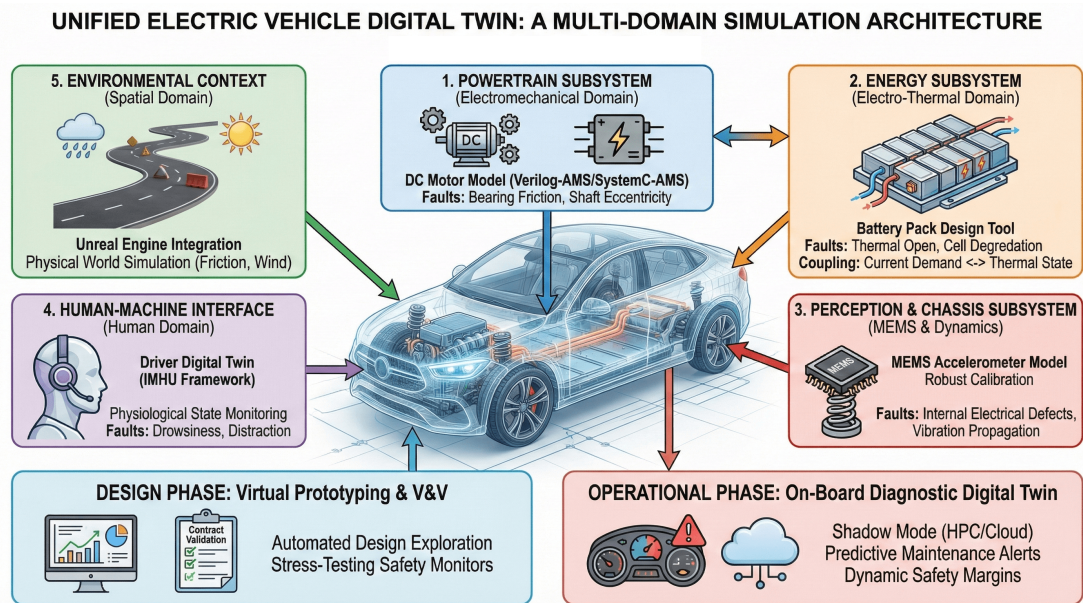 UNIFIED ELECTRIC VEHICLE DIGITAL TWIN: A MULTI-DOMAIN SIMULATION ARCHITECTURE
5. ENVIRONMENTAL CONTEXT
(Spatial Domain)
Unreal Engine Integration
Physical World Simulation (Friction, Wind)
1. POWERTRAIN SUBSYSTEM
(Electromechanical Domain)
DC
DC Motor Model (Verilog-AMS/SystemC-AMS)
Faults: Bearing Friction, Shaft Eccentricity
2. ENERGY SUBSYSTEM
(Electro-Thermal Domain)
Battery Pack Design Tool
Faults: Thermal Open, Cell Degradation
Coupling: Current Demand <-> Thermal State
4. HUMAN-MACHINE INTERFACE
(Human Domain)
Driver Digital Twin
(IMHU Framework)
Physiological State Monitoring
Faults: Drowsiness, Distraction
3. PERCEPTION & CHASSIS SUBSYSTEM
(MEMS & Dynamics)
MEMS
MEMS Accelerometer Model
Robust Calibration
Faults: Internal Electrical Defects,
Vibration Propagation
DESIGN PHASE: Virtual Prototyping & V&V
Contract
Validation
Automated Design Exploration
Stress-Testing Safety Monitors
OPERATIONAL PHASE: On-Board Diagnostic Digital Twin
Shadow Mode (HPC/Cloud)
Predictive Maintenance Alerts
Dynamic Safety Margins